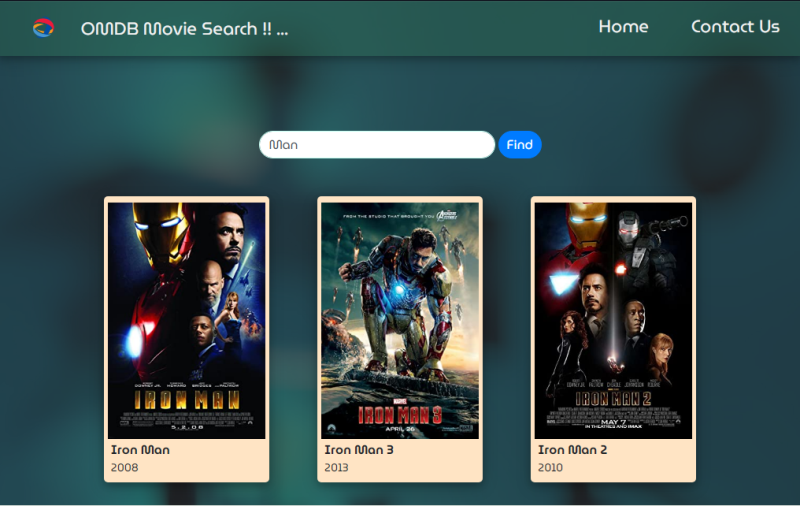 OMDB Movie Search !! ...
Home
Contact Us
Man
Find
IRON MAN
5.2.08
Iron Man
2008
FROM THE STUDIO THAT BROUGHT YOU
MARVEL
IRON MAN 3
APRIL 26
Iron Man 3
2013
IRON MAN 2
MAY 7
IN THEATRES AND IMAX
Iron Man 2
2010